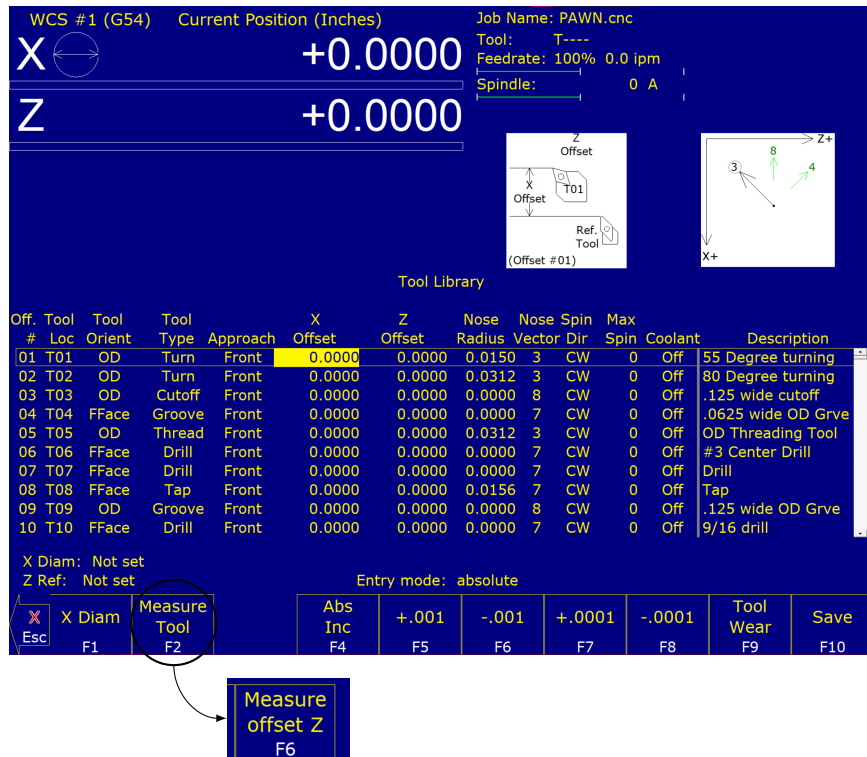 WCS #1 (G54) Current Position (Inches)
X +0.0000
Z +0.0000
Job Name: PAWN.cnc
Tool: T----
Feedrate: 100% 0.0 ipm
Spindle: 0 A
Z
Offset
X
Offset
T01
Ref.
Tool
(Offset #01)
Z+
8
3
4
X+
Tool Library
Off. Tool Tool Tool X Z Nose Nose Spin Max
# Loc Orient Type Approach Offset Offset Radius Vector Dir Spin Coolant Description
01 T01 OD Turn Front 0.0000 0.0000 0.0150 3 CW 0 Off 55 Degree turning
02 T02 OD Turn Front 0.0000 0.0000 0.0312 3 CW 0 Off 80 Degree turning
03 T03 OD Cutoff Front 0.0000 0.0000 0.0000 8 CW 0 Off .125 wide cutoff
04 T04 FFace Groove Front 0.0000 0.0000 0.0000 7 CW 0 Off .0625 wide OD Grve
05 T05 OD Thread Front 0.0000 0.0000 0.0312 3 CW 0 Off OD Threading Tool
06 T06 FFace Drill Front 0.0000 0.0000 0.0000 7 CW 0 Off #3 Center Drill
07 T07 FFace Drill Front 0.0000 0.0000 0.0000 7 CW 0 Off Drill
08 T08 FFace Tap Front 0.0000 0.0000 0.0156 7 CW 0 Off Tap
09 T09 OD Groove Front 0.0000 0.0000 0.0000 8 CW 0 Off .125 wide OD Grve
10 T10 FFace Drill Front 0.0000 0.0000 0.0000 7 CW 0 Off 9/16 drill
X Diam: Not set
Z Ref: Not set Entry mode: absolute
X
Esc
X Diam
F1
Measure
Tool
F2
Abs
Inc
F4
+.001
F5
-.001
F6
+.0001
F7
-.0001
F8
Tool
Wear
F9
Save
F10
Measure
offset Z
F6